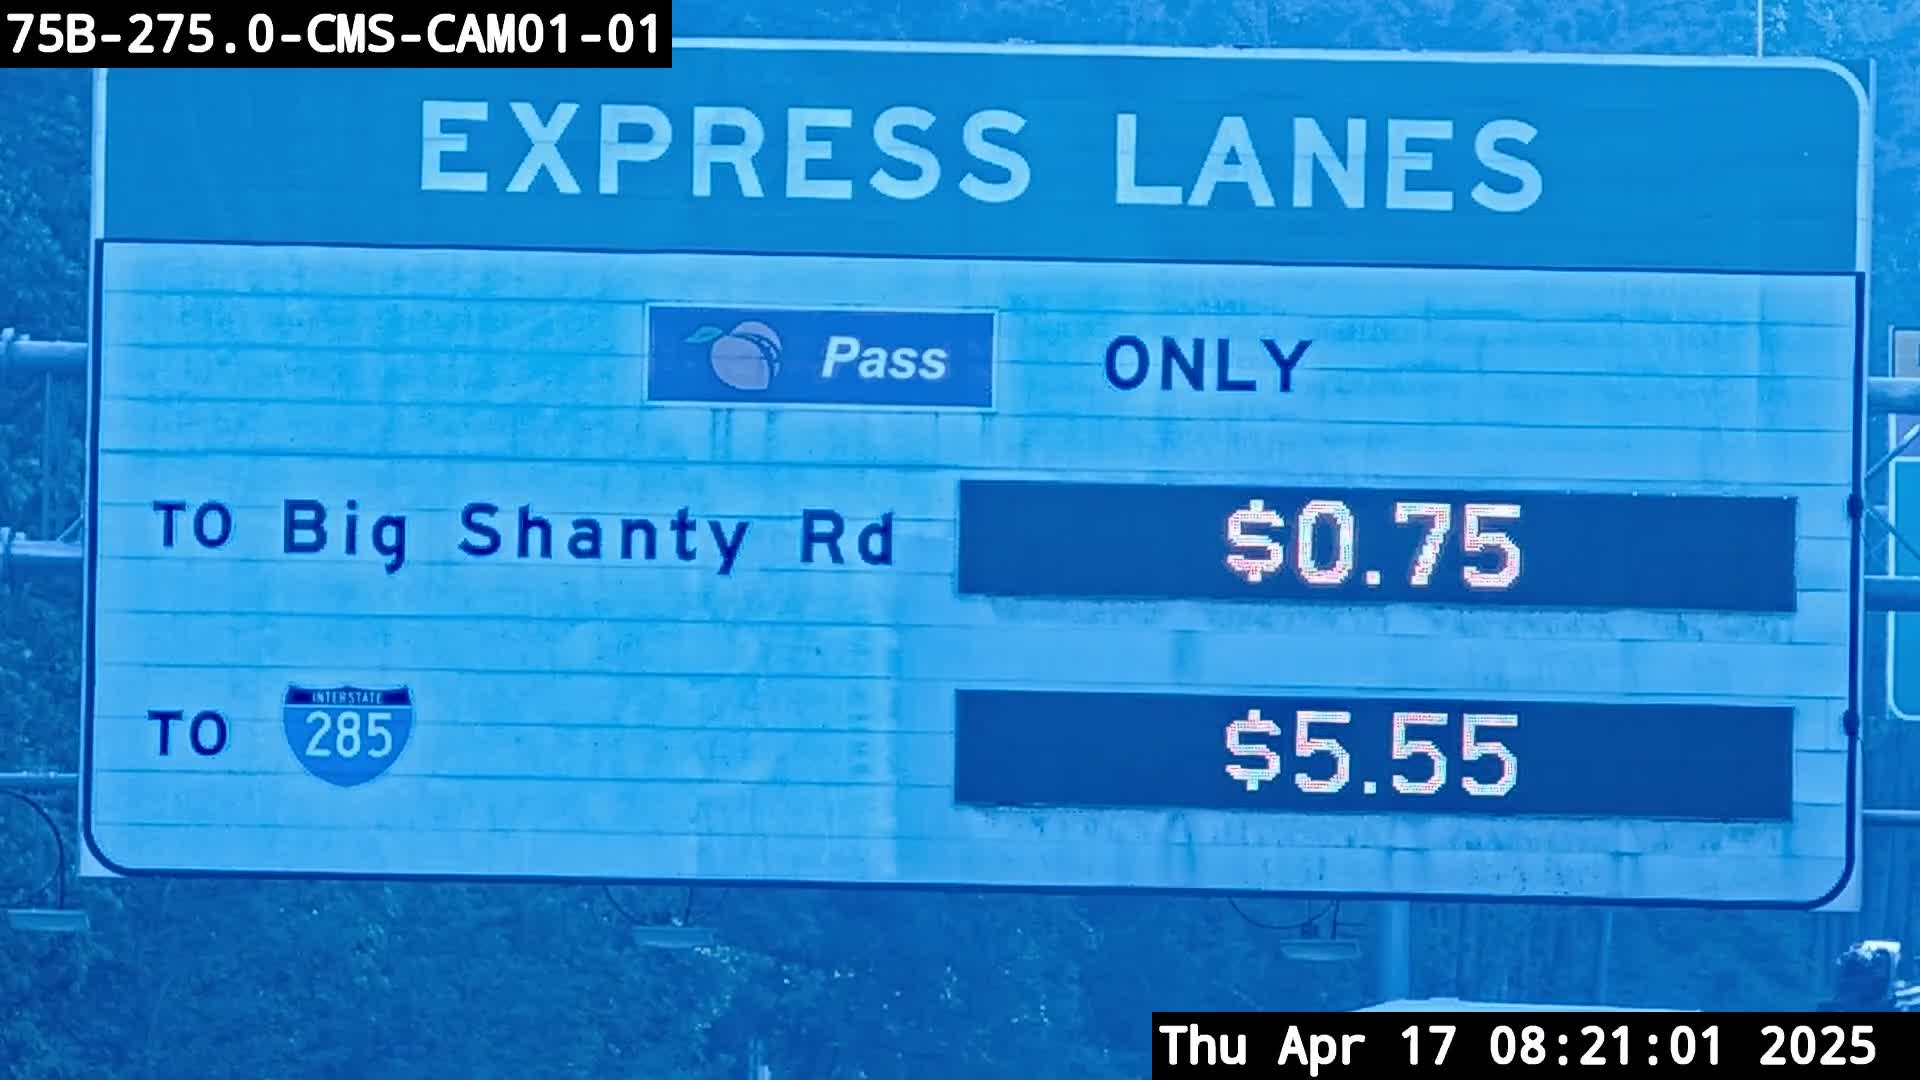 75B-275.0-CMS-CAM01-01
EXPRESS LANES
Pass ONLY
TO Big Shanty Rd $0.75
INTERSTATE
TO 285 $5.55
Thu Apr 17 08:21:01 2025